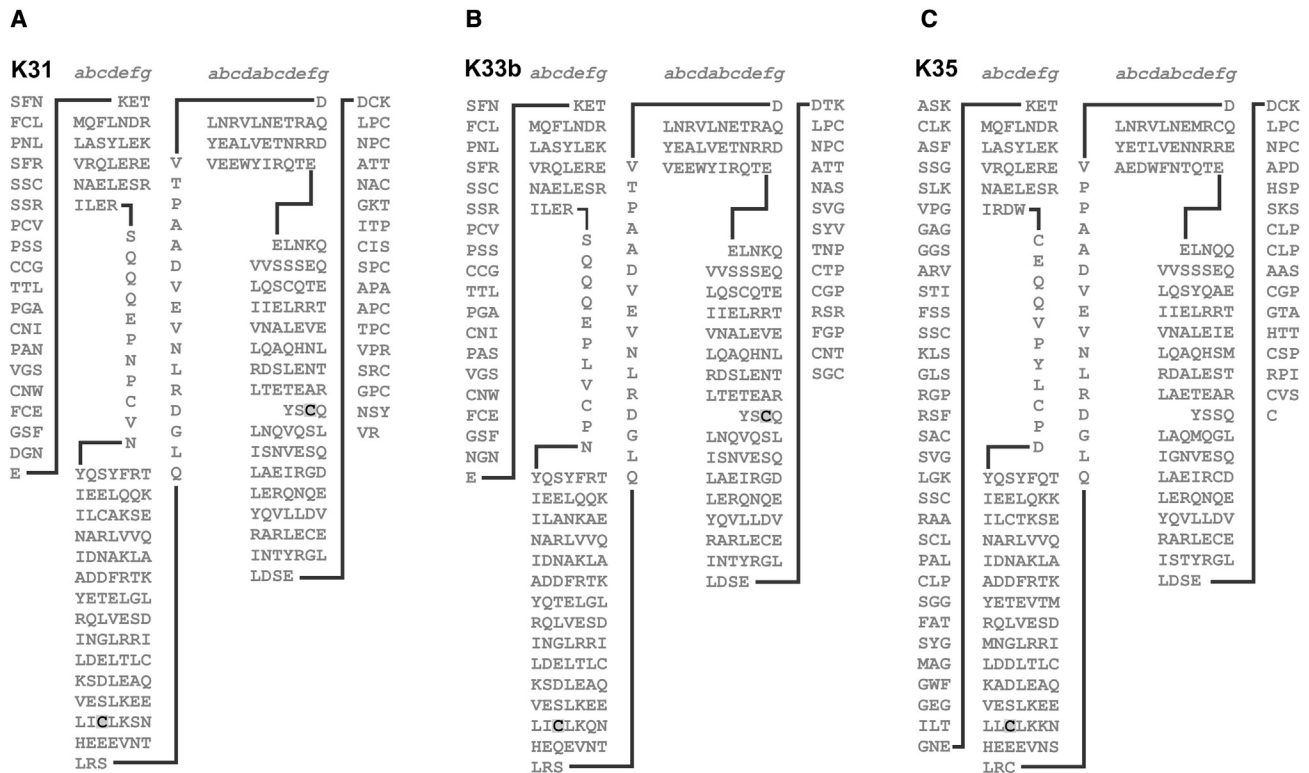 A
K31
abcdefg
abcdabcdefg
SFN
FCL
PNL
SFR
SSC
SSR
PCV
PSS
CCG
TTL
PGA
CNI
PAN
VGS
CNW
FCE
GSF
DGN
E
KET
MQFLNDR
LASYLEK
VRQLERE
NAELESR
ILER
SQQQEPNPCVN
YQSYFRT
IEELQQK
ILCAKSE
NARLVVQ
IDNAKLA
ADDFRTK
YETELGL
RQLVESD
INGLRRI
LDELTLC
KSDLEAQ
VESLKEE
LICLKSN
HEEEVNT
LRS
VTPAADVEVNLRDGLQ
D
LNRVLNETRAQ
YEALVETNRRD
VEEWYIRQTE
ELNKQ
VVSSSEQ
LQSCQTE
IIELRRT
VNALEVE
LQAQHNL
RDSLENT
LTETEAR
YSCQ
LNQVQSL
ISNVESQ
LAEIRGD
LERQNQE
YQVLLDV
RARLECE
INTYRGL
LDSE
DCK
LPC
NPC
ATT
NAC
GKT
ITP
CIS
SPC
APA
APC
TPC
VPR
SRC
GPC
NSY
VR
B
K33b
abcdefg
abcdabcdefg
SFN
FCL
PNL
SFR
SSC
SSR
PCV
PSS
CCG
TTL
PGA
CNI
PAS
VGS
CNW
FCE
GSF
NGN
E
KET
MQFLNDR
LASYLEK
VRQLERE
NAELESR
ILER
SQQQEPLVCPN
YQSYFRT
IEELQQK
ILANKAE
NARLVVQ
IDNAKLA
ADDFRTK
YQTELGL
RQLVESD
INGLRRI
LDELTLC
KSDLEAQ
VESLKEE
LICLKQN
HEQEVNT
LRS
VTPAADVEVNLRDGLQ
D
LNRVLNETRAQ
YEALVETNRRD
VEEWYIRQTE
ELNKQ
VVSSSEQ
LQSCQTE
IIELRRT
VNALEVE
LQAQHNL
RDSLENT
LTETEAR
YSCQ
LNQVQSL
ISNVESQ
LAEIRGD
LERQNQE
YQVLLDV
RARLECE
INTYRGL
LDSE
DTK
LPC
NPC
ATT
NAS
SVG
SYV
TNP
CTP
CGP
RSR
FGP
CNT
SGC
C
K35
abcdefg
abcdabcdefg
ASK
CLK
ASF
SSG
SLK
VPG
GAG
GGS
ARV
STI
FSS
SSC
KLS
GLS
RGP
RSF
SAC
SVG
LGK
SSC
RAA
SCL
PAL
CLP
SGG
FAT
SYG
MAG
GWF
GEG
ILT
GNE
KET
MQFLNDR
LASYLEK
VRQLERE
NAELESR
IRDW
CEQQVPYLCPD
YQSYFQT
IEELQKK
ILCTKSE
NARLVVQ
IDNAKLA
ADDFRTK
YETEVTM
RQLVESD
MNGLRRI
LDDLTLC
KADLEAQ
VESLKEE
LLCLKKN
HEEEVNS
LRC
VPPAADVEVNLRDGLQ
D
LNRVLNEMRCQ
YETLVENNRRE
AEDWFNTQTE
ELNQQ
VVSSSEQ
LQSYQAE
IIELRRT
VNALEIE
LQAQHSM
RDALEST
LAETEAR
YSSQ
LAQMQGL
IGNVESQ
LAEIRCD
LERQNQE
YQVLLDV
RARLECE
ISTYRGL
LDSE
DCK
LPC
NPC
APD
HSP
SKS
CLP
CLP
AAS
CGP
GTA
HTT
CSP
RPI
CVS
C